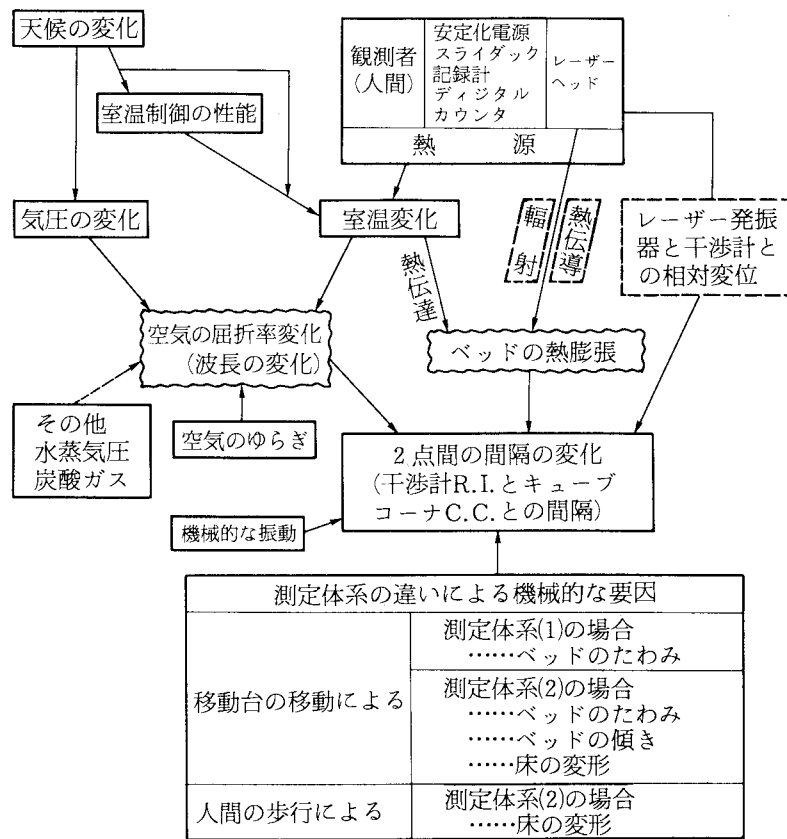 天候の変化
室温制御の性能
観測者
(人間)
安定化電源
スライダック
記録計
ディジタル
カウンタ
レーザー
ヘッド
熱源
気圧の変化
室温変化
輻射
熱伝導
熱伝達
レーザー発振
器と干渉計と
の相対変位
空気の屈折率変化
(波長の変化)
ベッドの熱膨張
その他
水蒸気圧
炭酸ガス
空気のゆらぎ
2点間の間隔の変化
(干渉計R.I.とキューブ
コーナC.C.との間隔)
機械的な振動
測定体系の違いによる機械的な要因
移動台の移動による
測定体系(1)の場合
……ベッドのたわみ
測定体系(2)の場合
……ベッドのたわみ
……ベッドの傾き
……床の変形
人間の歩行による
測定体系(2)の場合
……床の変形